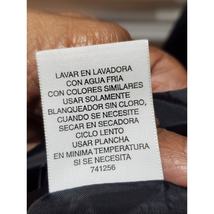 LAVAR EN LAVADORA
CON AGUA FRIA
CON COLORES SIMILARES
USAR SOLAMENTE
BLANQUEADOR SIN CLORO,
CUANDO SE NECESITE
SECAR EN SECADORA
CICLO LENTO
USAR PLANCHA
EN MINIMA TEMPERATURA
SI SE NECESITA
741256